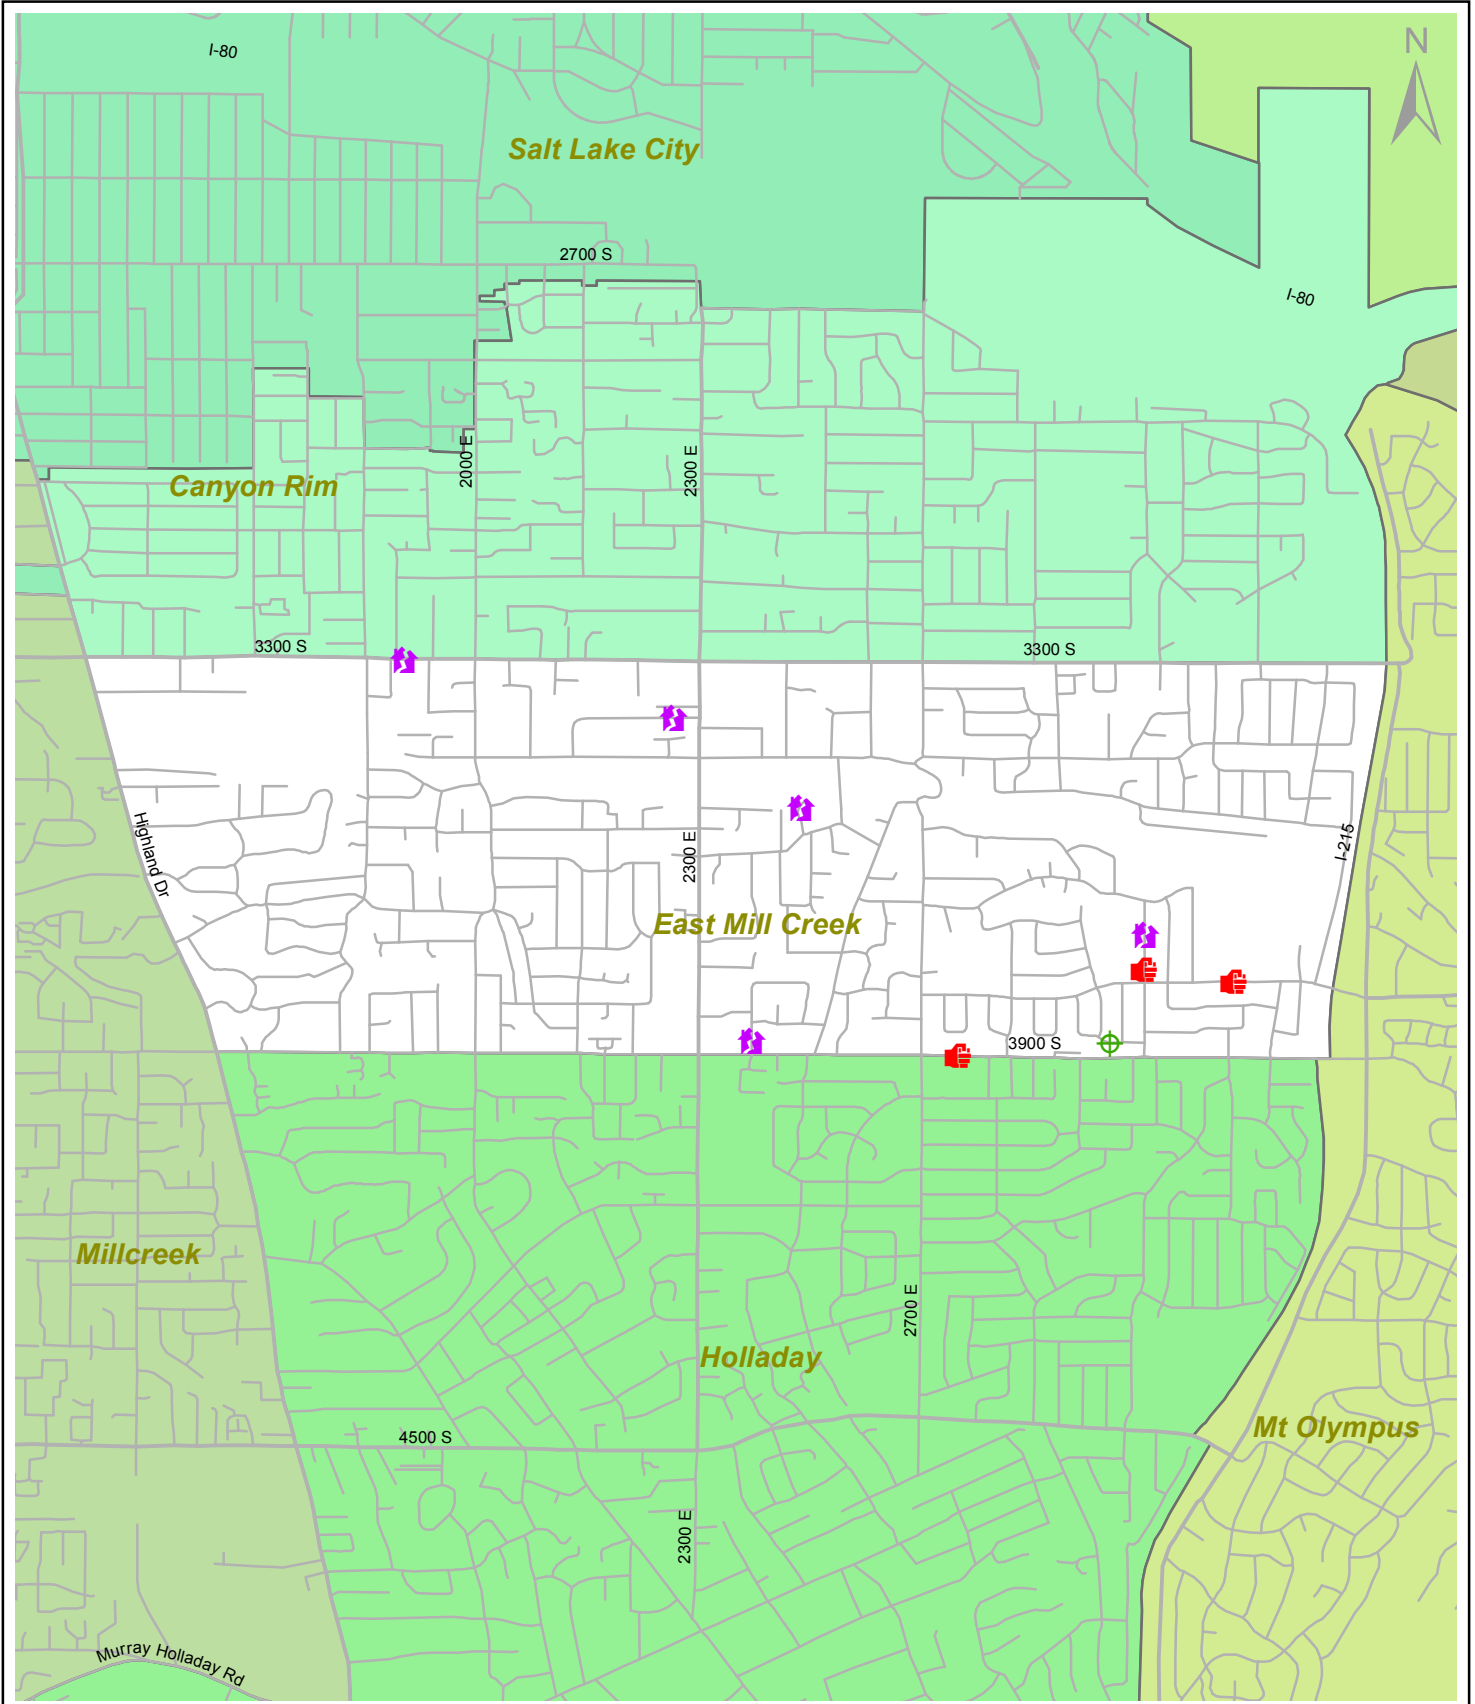 I-80
N
Salt Lake City
2700 S
I-80
2000 E
2300 E
Canyon Rim
3300 S
3300 S
Highland Dr
2300 E
I-215
East Mill Creek
3900 S
Millcreek
2700 E
Holladay
Mt Olympus
4500 S
2300 E
Murray Holladay Rd